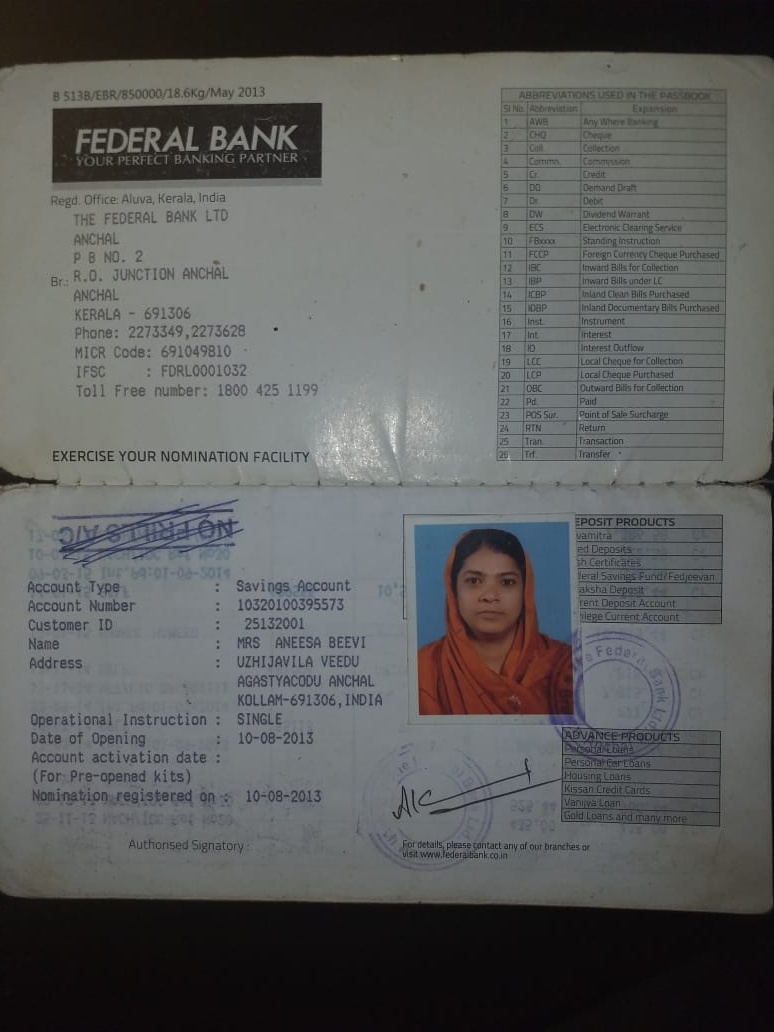 B 513B/EBR/850000/18.6Kg/May 2013
FEDERAL BANK
YOUR PERFECT BANKING PARTNER
Regd. Office: Aluva, Kerala, India
THE FEDERAL BANK LTD
ANCHAL
P B NO. 2
Br.: R.O. JUNCTION ANCHAL
ANCHAL
KERALA - 691306
Phone: 2273349,2273628
MICR Code: 691049810
IFSC : FDRL0001032
Toll Free number: 1800 425 1199
EXERCISE YOUR NOMINATION FACILITY
ABBREVIATIONS USED IN THE PASSBOOK
Sl No. Abbreviation Expansion
1 AWB Any Where Banking
2 CHQ Cheque
3 Coll. Collection
4 Commn. Commission
5 Cr. Credit
6 DD Demand Draft
7 Dr. Debit
8 DW Dividend Warrant
9 ECS Electronic Clearing Service
10 FBxxxx Standing Instruction
11 FCCP Foreign Currency Cheque Purchased
12 IBC Inward Bills for Collection
13 IBP Inward Bills under LC
14 ICBP Inland Clean Bills Purchased
15 IDBP Inland Documentary Bills Purchased
16 Inst. Instrument
17 Int. Interest
18 IO Interest Outflow
19 LCC Local Cheque for Collection
20 LCP Local Cheque Purchased
21 OBC Outward Bills for Collection
22 Pd. Paid
23 POS Sur. Point of Sale Surcharge
24 RTN Return
25 Tran. Transaction
26 Trf. Transfer
NO FRILLS A/C
Account Type : Savings Account
Account Number : 10320100395573
Customer ID : 25132001
Name : MRS ANEESA BEEVI
Address : UZHIJAVILA VEEDU
AGASTYACODU ANCHAL
KOLLAM-691306,INDIA
Operational Instruction : SINGLE
Date of Opening : 10-08-2013
Account activation date :
(For Pre-opened kits)
Nomination registered on : 10-08-2013
Authorised Signatory
EPOSIT PRODUCTS
vamitra
ed Deposits
sh Certificates
deral Savings Fund/Fedjeevan
aksha Deposit
rent Deposit Account
vilege Current Account
e Federal Bank Ltd
ADVANCE PRODUCTS
Personal Loans
Personal Car Loans
Housing Loans
Kissan Credit Cards
Vanijya Loan
Gold Loans and many more
A/C
For details, please contact any of our branches or
visit www.federalbank.co.in